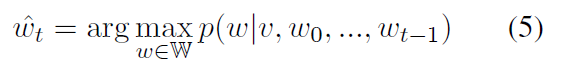 ŵ_t = arg max_{w∈𝕎} p(w|v, w_0, ..., w_{t−1}) (5)